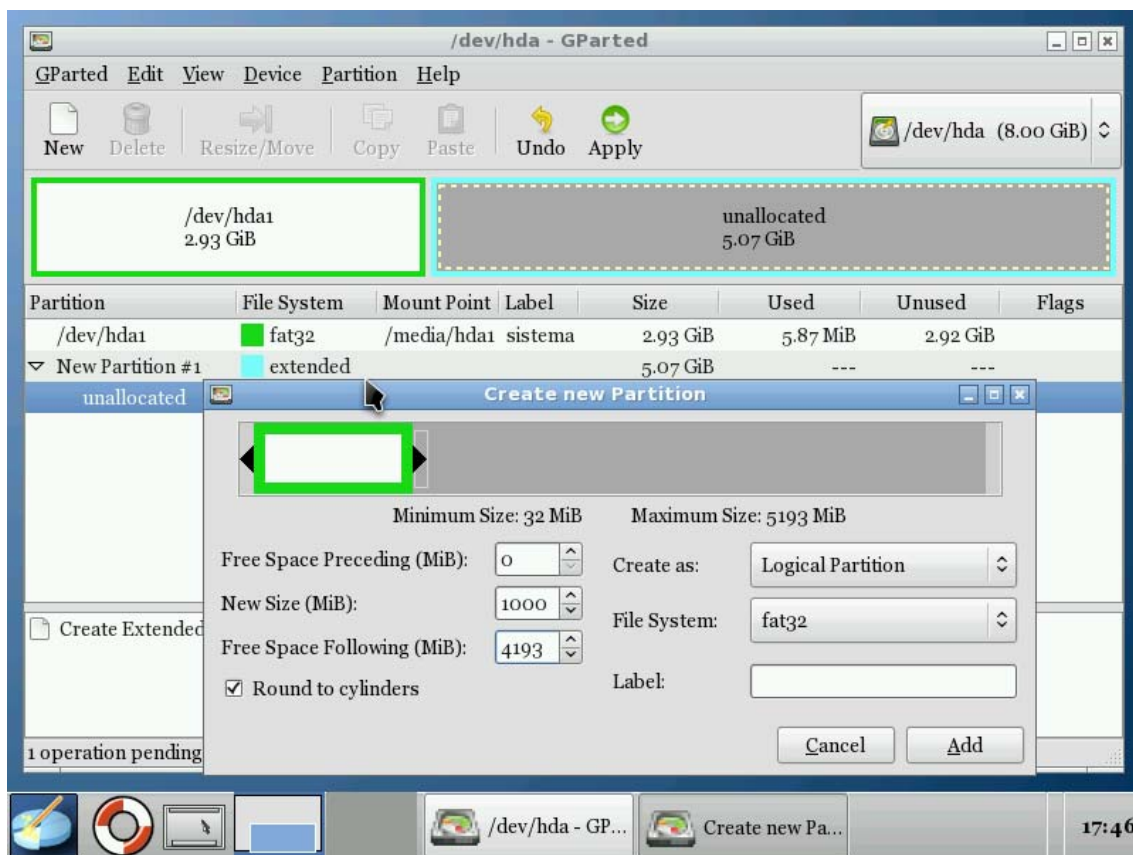 /dev/hda - GParted
GParted Edit View Device Partition Help
New Delete Resize/Move Copy Paste Undo Apply /dev/hda (8.00 GiB)
/dev/hda1 unallocated
2.93 GiB 5.07 GiB
Partition File System Mount Point Label Size Used Unused Flags
/dev/hda1 fat32 /media/hda1 sistema 2.93 GiB 5.87 MiB 2.92 GiB
New Partition #1 extended 5.07 GiB --- ---
unallocated
Create new Partition
Minimum Size: 32 MiB Maximum Size: 5193 MiB
Free Space Preceding (MiB): 0 Create as: Logical Partition
New Size (MiB): 1000 File System: fat32
Free Space Following (MiB): 4193
Round to cylinders Label:
Create Extended
Cancel Add
1 operation pending
/dev/hda - GP... Create new Pa... 17:46